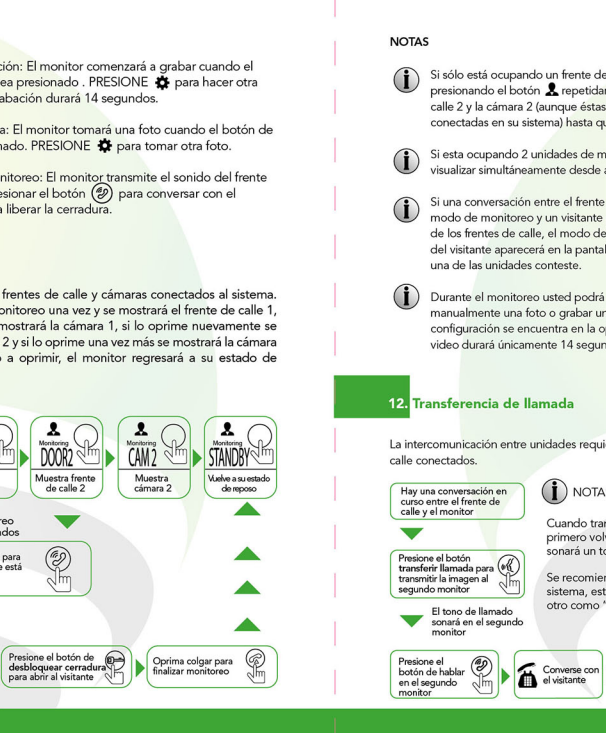 ción: El monitor comenzará a grabar cuando el
ea presionado . PRESIONE para hacer otra
abación durará 14 segundos.
a: El monitor tomará una foto cuando el botón de
nado. PRESIONE para tomar otra foto.
nitoreo: El monitor transmite el sonido del frente
esionar el botón para conversar con el
a liberar la cerradura.
frentes de calle y cámaras conectados al sistema.
onitoreo una vez y se mostrará el frente de calle 1,
mostrará la cámara 1, si lo oprime nuevamente se
2 y si lo oprime una vez más se mostrará la cámara
o a oprimir, el monitor regresará a su estado de
Monitoring
DOOR2
Muestra frente
de calle 2
Monitoring
CAM 2
Muestra
cámara 2
Monitoring
STANDBY
Vuelve a su estado
de reposo
reo
dos
para
e está
Presione el botón de
desbloquear cerradura
para abrir al visitante
Oprima colgar para
finalizar monitoreo
NOTAS
Si sólo está ocupando un frente de
presionando el botón repetidar
calle 2 y la cámara 2 (aunque éstas
conectadas en su sistema) hasta qu
Si esta ocupando 2 unidades de m
visualizar simultáneamente desde a
Si una conversación entre el frente
modo de monitoreo y un visitante
de los frentes de calle, el modo de
del visitante aparecerá en la pantal
una de las unidades conteste.
Durante el monitoreo usted podrá
manualmente una foto o grabar un
configuración se encuentra en la op
video durará únicamente 14 segun
12. Transferencia de llamada
La intercomunicación entre unidades requi
calle conectados.
Hay una conversación en
curso entre el frente de
calle y el monitor
Presione el botón
transferir llamada para
transmitir la imagen al
segundo monitor
El tono de llamado
sonará en el segundo
monitor
Presione el
botón de hablar
en el segundo
monitor
Converse con
el visitante
NOTA
Cuando tran
primero volv
sonará un to
Se recomien
sistema, est
otro como "